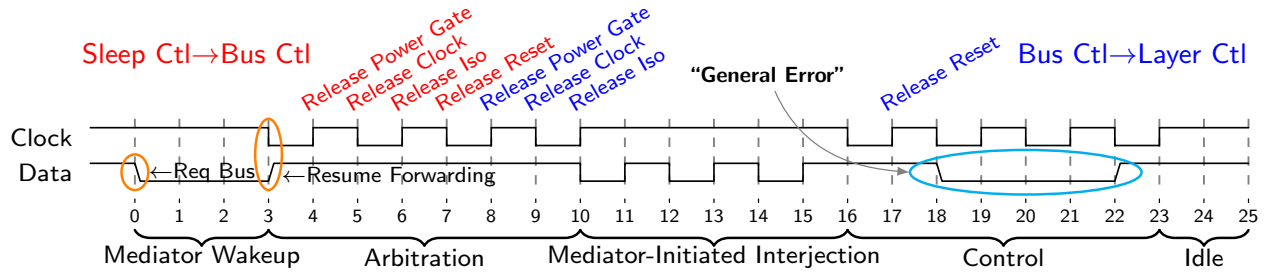 Sleep Ctl→Bus Ctl
Release Power Gate
Release Clock
Release Iso
Release Reset
Release Power Gate
Release Clock
Release Iso
“General Error”
Release Reset
Bus Ctl→Layer Ctl
Clock
Data
←Req Bus
←Resume Forwarding
0 1 2 3 4 5 6 7 8 9 10 11 12 13 14 15 16 17 18 19 20 21 22 23 24 25
Mediator Wakeup Arbitration Mediator-Initiated Interjection Control Idle